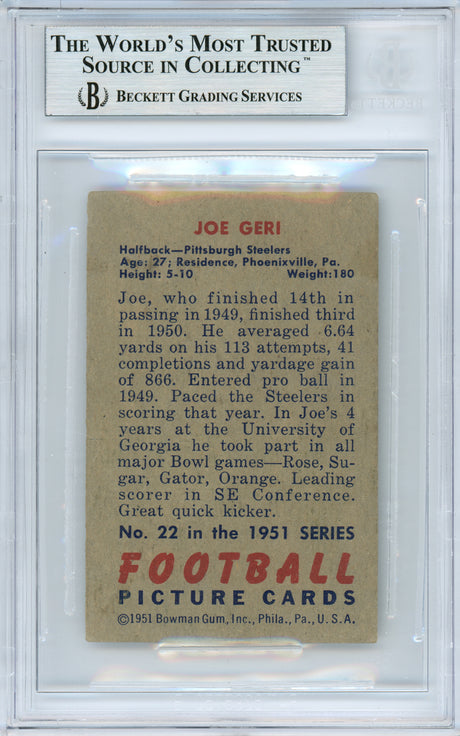 THE WORLD'S MOST TRUSTED
SOURCE IN COLLECTING™
B BECKETT GRADING SERVICES
JOE GERI
Halfback—Pittsburgh Steelers
Age: 27; Residence, Phoenixville, Pa.
Height: 5-10 Weight:180
Joe, who finished 14th in
passing in 1949, finished third
in 1950. He averaged 6.64
yards on his 113 attempts, 41
completions and yardage gain
of 866. Entered pro ball in
1949. Paced the Steelers in
scoring that year. In Joe's 4
years at the University of
Georgia he took part in all
major Bowl games—Rose, Su-
gar, Gator, Orange. Leading
scorer in SE Conference.
Great quick kicker.
No. 22 in the 1951 SERIES
FOOTBALL
PICTURE CARDS
©1951 Bowman Gum, Inc., Phila., Pa., U. S. A.